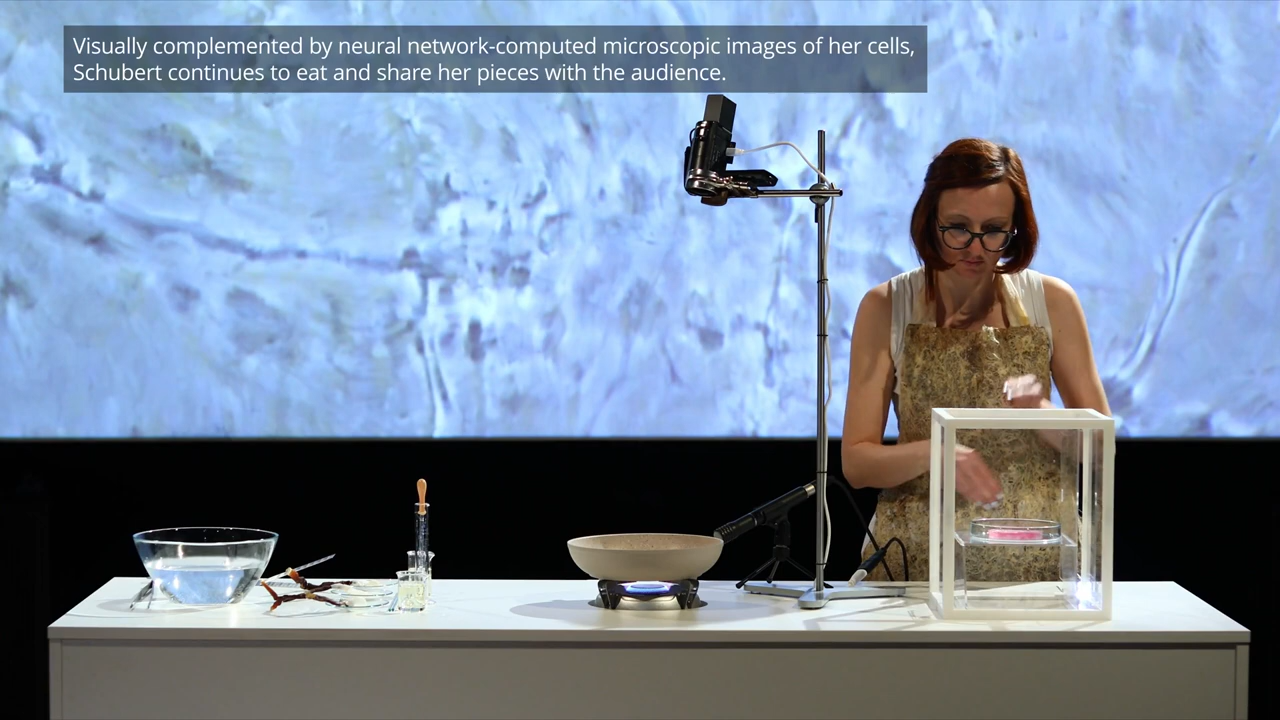 Visually complemented by neural network-computed microscopic images of her cells,
Schubert continues to eat and share her pieces with the audience.